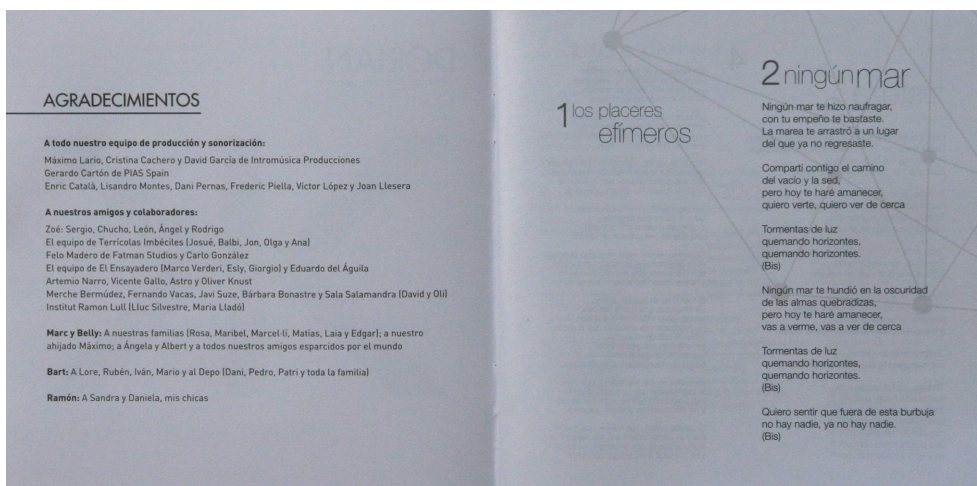 AGRADECIMIENTOS
A todo nuestro equipo de producción y sonorización:
Máximo Lario, Cristina Cachero y David García de Intromúsica Producciones
Gerardo Cartón de PIAS Spain
Enric Català, Lisandro Montes, Dani Pernas, Frederic Piella, Víctor López y Joan Llesera
A nuestros amigos y colaboradores:
Zoé: Sergio, Chucho, León, Ángel y Rodrigo
El equipo de Terrícolas Imbéciles (Josué, Balbi, Jon, Olga y Ana)
Felo Madero de Fatman Studios y Carlo González
El equipo de El Ensayadero (Marco Verderi, Esly, Giorgio) y Eduardo del Águila
Artemio Narro, Vicente Gallo, Astro y Oliver Knust
Merche Bermúdez, Fernando Vacas, Javi Suze, Bárbara Bonastre y Sala Salamandra (David y Oli)
Institut Ramon Lull (Lluc Silvestre, Maria Lladó)
Marc y Belly: A nuestras familias (Rosa, Maribel, Marcel·lí, Matías, Laia y Edgar); a nuestro
ahijado Máximo; a Ángela y Albert y a todos nuestros amigos esparcidos por el mundo
Bart: A Lore, Rubén, Iván, Mario y al Depo (Dani, Pedro, Patri y toda la familia)
Ramón: A Sandra y Daniela, mis chicas
1 los placeres
efímeros
2 ningún mar
Ningún mar te hizo naufragar,
con tu empeño te bastaste.
La marea te arrastró a un lugar
del que ya no regresaste.
Compartí contigo el camino
del vacío y la sed,
pero hoy te haré amanecer,
quiero verte, quiero ver de cerca
Tormentas de luz
quemando horizontes,
quemando horizontes.
(Bis)
Ningún mar te hundió en la oscuridad
de las almas quebradizas,
pero hoy te haré amanecer,
vas a verme, vas a ver de cerca
Tormentas de luz
quemando horizontes,
quemando horizontes.
(Bis)
Quiero sentir que fuera de esta burbuja
no hay nadie, ya no hay nadie.
(Bis)